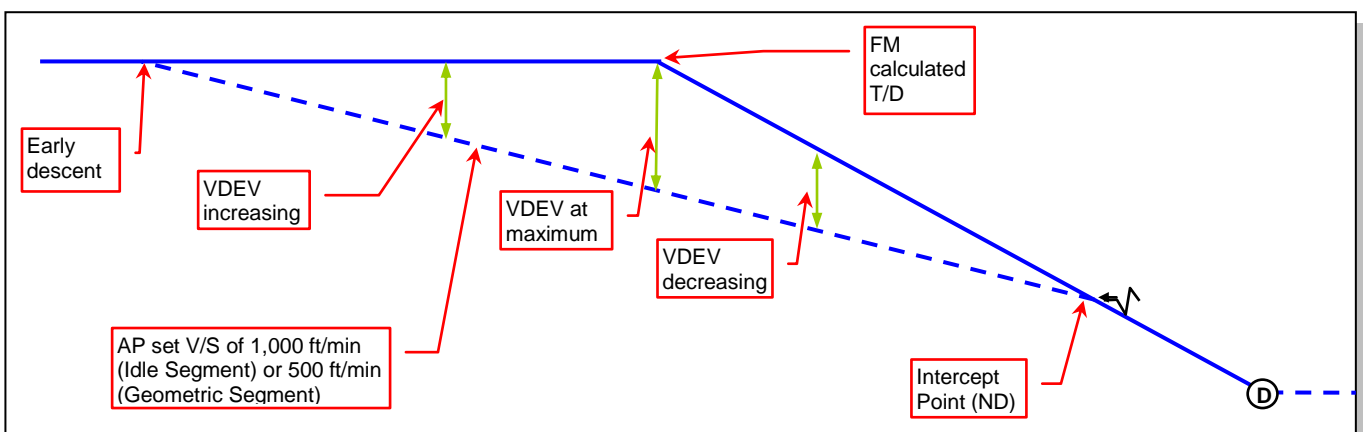 FM
calculated
T/D
Early
descent
VDEV
increasing
VDEV at
maximum
VDEV
decreasing
AP set V/S of 1,000 ft/min
(Idle Segment) or 500 ft/min
(Geometric Segment)
Intercept
Point (ND)
D